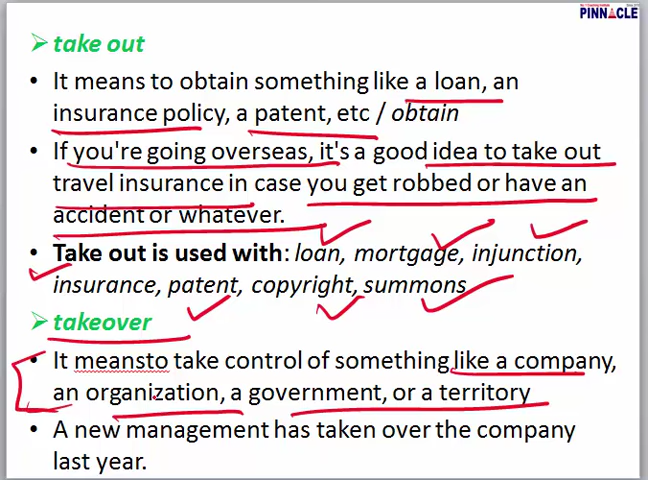 PINNACLE
➢ take out
• It means to obtain something like a loan, an
insurance policy, a patent, etc / obtain
• If you're going overseas, it's a good idea to take out
travel insurance in case you get robbed or have an
accident or whatever.
• Take out is used with: loan, mortgage, injunction,
insurance, patent, copyright, summons
➢ takeover
• It meansto take control of something like a company,
an organization, a government, or a territory
• A new management has taken over the company
last year.